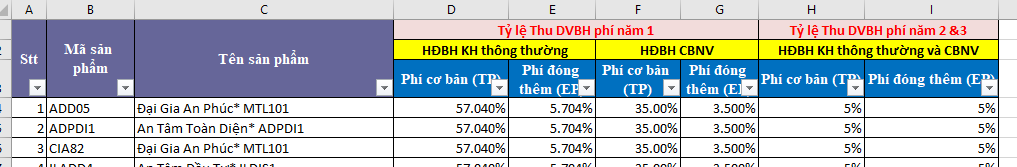 A B C D E F G H I
Stt
Mã sản phẩm
Tên sản phẩm
Tỷ lệ Thu DVBH phí năm 1
Tỷ lệ Thu DVBH phí năm 2 &3
HĐBH KH thông thường
HĐBH CBNV
HĐBH KH thông thường và CBNV
Phí cơ bản (TP)
Phí đóng
thêm (EP)
Phí cơ bản
(TP)
Phí đóng
thêm (EP)
Phí cơ bản (TP)
Phí đóng thêm (EP)
1 ADD05 Đại Gia An Phúc* MTL101 57.040% 5.704% 35.00% 3.500% 5% 5%
2 ADPDI1 An Tâm Toàn Diện* ADPDI1 57.040% 5.704% 35.00% 3.500% 5% 5%
3 CIA82 Đại Gia An Phúc* MTL101 57.040% 5.704% 35.00% 3.500% 5% 5%